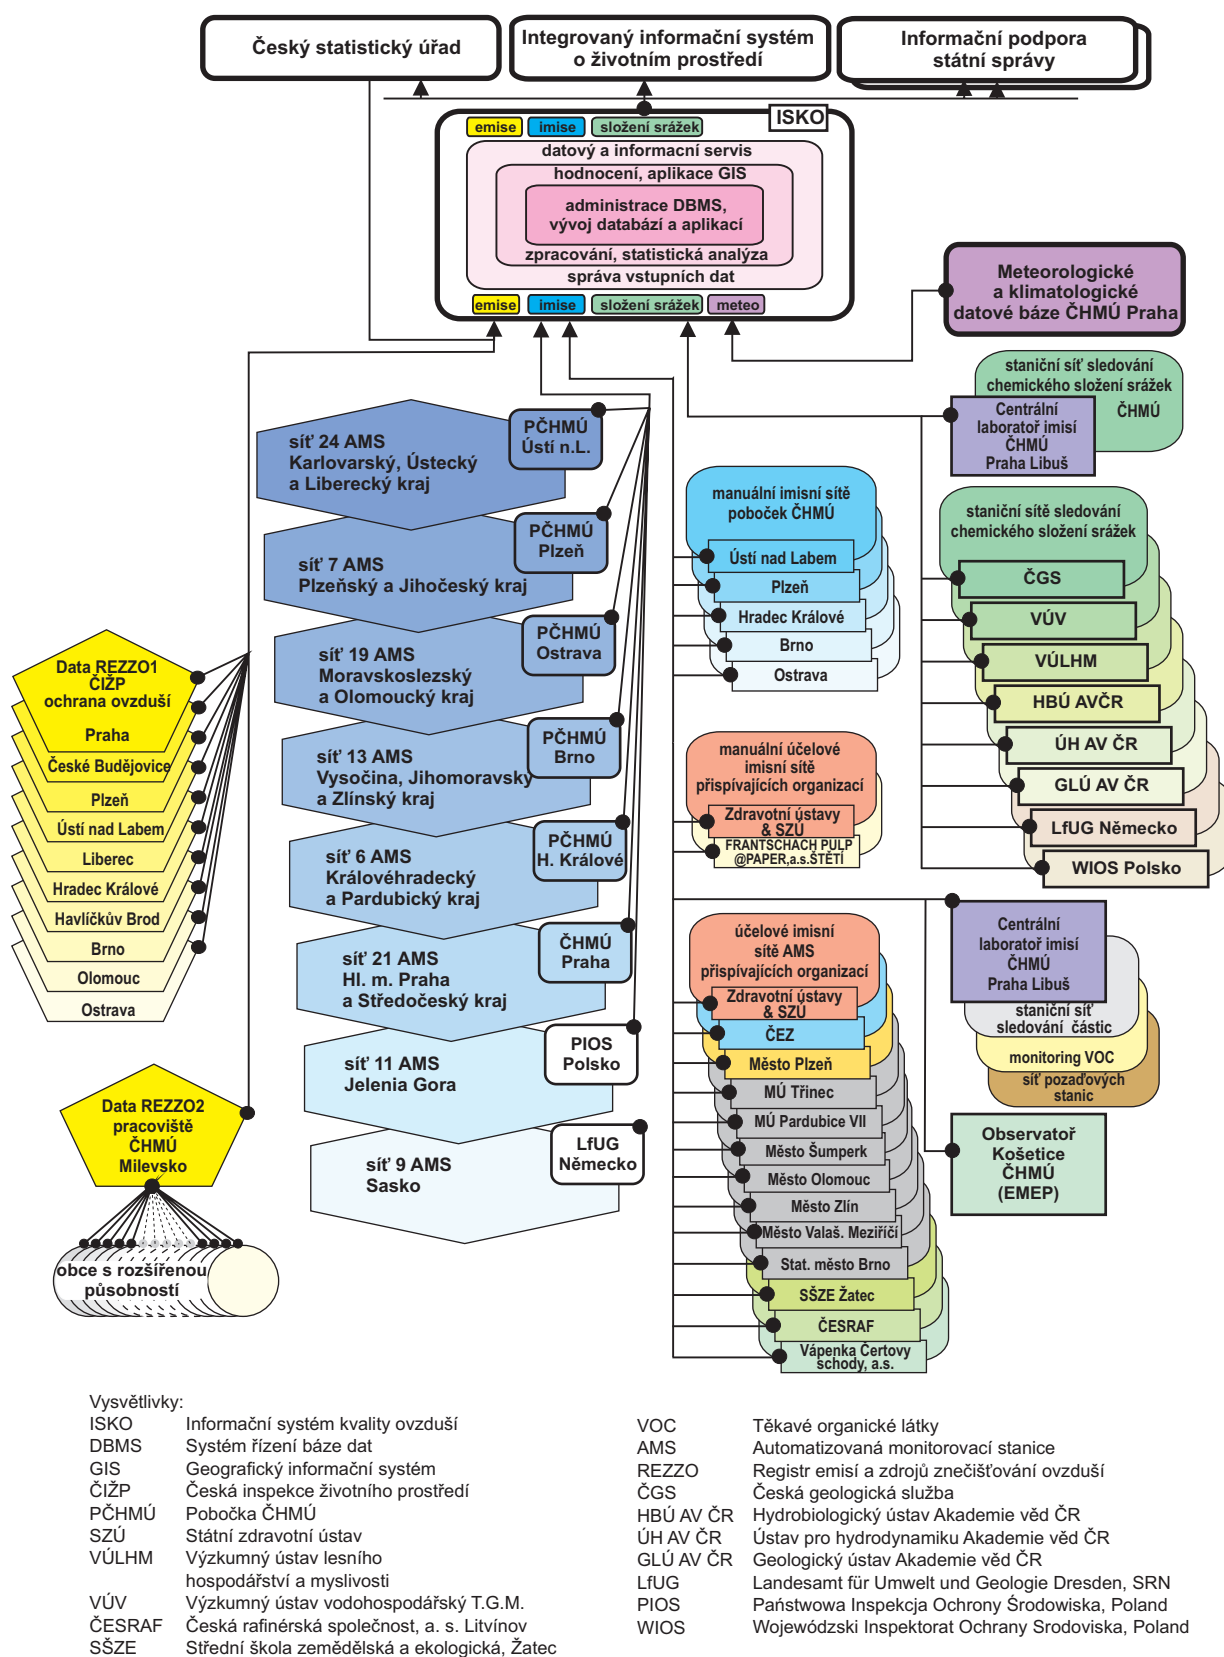 Český statistický úřad
Integrovaný informační systém
o životním prostředí
Informační podpora
státní správy
ISKO
emise
imise
složení srážek
datový a informacní servis
hodnocení, aplikace GIS
administrace DBMS,
vývoj databází a aplikací
zpracování, statistická analýza
správa vstupních dat
emise
imise
složení srážek
meteo
Meteorologické
a klimatologické
datové báze ČHMÚ Praha
staniční síť sledování
chemického složení srážek
ČHMÚ
Centrální
laboratoř imisí
ČHMÚ
Praha Libuš
síť 24 AMS
Karlovarský, Ústecký
a Liberecký kraj
PČHMÚ
Ústí n.L.
síť 7 AMS
Plzeňský a Jihočeský kraj
PČHMÚ
Plzeň
síť 19 AMS
Moravskoslezský
a Olomoucký kraj
PČHMÚ
Ostrava
síť 13 AMS
Vysočina, Jihomoravský
a Zlínský kraj
PČHMÚ
Brno
síť 6 AMS
Královéhradecký
a Pardubický kraj
PČHMÚ
H. Králové
síť 21 AMS
Hl. m. Praha
a Středočeský kraj
ČHMÚ
Praha
síť 11 AMS
Jelenia Gora
PIOS
Polsko
síť 9 AMS
Sasko
LfUG
Německo
manuální imisní sítě
poboček ČHMÚ
Ústí nad Labem
Plzeň
Hradec Králové
Brno
Ostrava
staniční sítě sledování
chemického složení srážek
ČGS
VÚV
VÚLHM
HBÚ AVČR
ÚH AV ČR
GLÚ AV ČR
LfUG Německo
WIOS Polsko
Data REZZO1
ČIŽP
ochrana ovzduší
Praha
České Budějovice
Plzeň
Ústí nad Labem
Liberec
Hradec Králové
Havlíčkův Brod
Brno
Olomouc
Ostrava
manuální účelové
imisní sítě
přispívajících organizací
Zdravotní ústavy
& SZÚ
FRANTSCHACH PULP
@PAPER,a.s.ŠTĚTÍ
účelové imisní
sítě AMS
přispívajících organizací
Zdravotní ústavy
& SZÚ
ČEZ
Město Plzeň
MÚ Třinec
MÚ Pardubice VII
Město Šumperk
Město Olomouc
Město Zlín
Město Valaš. Meziříčí
Stat. město Brno
SŠZE Žatec
ČESRAF
Vápenka Čertovy
schody, a.s.
Centrální
laboratoř imisí
ČHMÚ
Praha Libuš
staniční síť
sledování částic
monitoring VOC
síť pozaďových
stanic
Observatoř
Košetice
ČHMÚ
(EMEP)
Data REZZO2
pracoviště
ČHMÚ
Milevsko
obce s rozšířenou
působností
Vysvětlivky:
ISKO Informační systém kvality ovzduší
DBMS Systém řízení báze dat
GIS Geografický informační systém
ČIŽP Česká inspekce životního prostředí
PČHMÚ Pobočka ČHMÚ
SZÚ Státní zdravotní ústav
VÚLHM Výzkumný ústav lesního
hospodářství a myslivosti
VÚV Výzkumný ústav vodohospodářský T.G.M.
ČESRAF Česká rafinérská společnost, a. s. Litvínov
SŠZE Střední škola zemědělská a ekologická, Žatec
VOC Těkavé organické látky
AMS Automatizovaná monitorovací stanice
REZZO Registr emisí a zdrojů znečišťování ovzduší
ČGS Česká geologická služba
HBÚ AV ČR Hydrobiologický ústav Akademie věd ČR
ÚH AV ČR Ústav pro hydrodynamiku Akademie věd ČR
GLÚ AV ČR Geologický ústav Akademie věd ČR
LfUG Landesamt für Umwelt und Geologie Dresden, SRN
PIOS Państwowa Inspekcja Ochrony Środowiska, Poland
WIOS Wojewódzski Inspektorat Ochrany Srodoviska, Poland